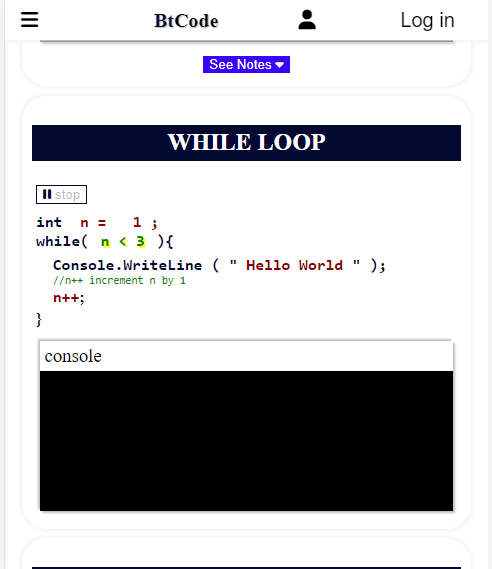 BtCode Log in
See Notes
WHILE LOOP
stop
int n = 1 ;
while( n < 3 ){
Console.WriteLine ( " Hello World " );
//n++ increment n by 1
n++;
}
console